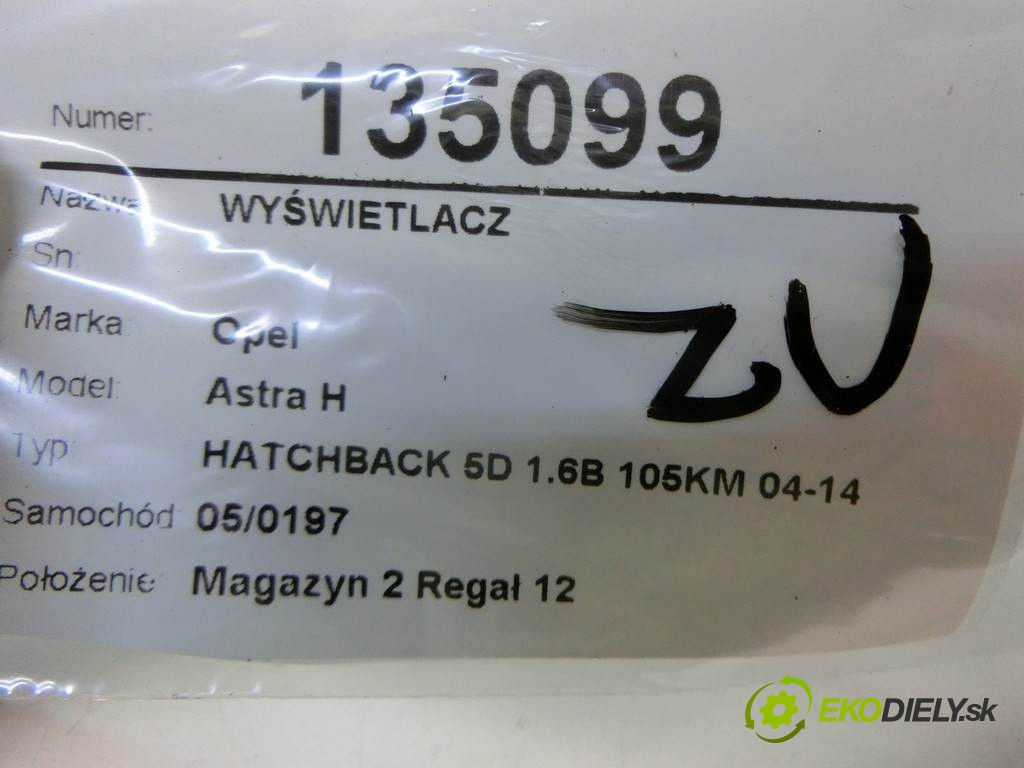 Numer: 135099
Nazwa WYŚWIETLACZ
Sn:
Marka Opel
Model: Astra H
Typ: HATCHBACK 5D 1.6B 105KM 04-14
Samochód 05/0197
Położenie: Magazyn 2 Regał 12
ZU
EKODIELY.sk